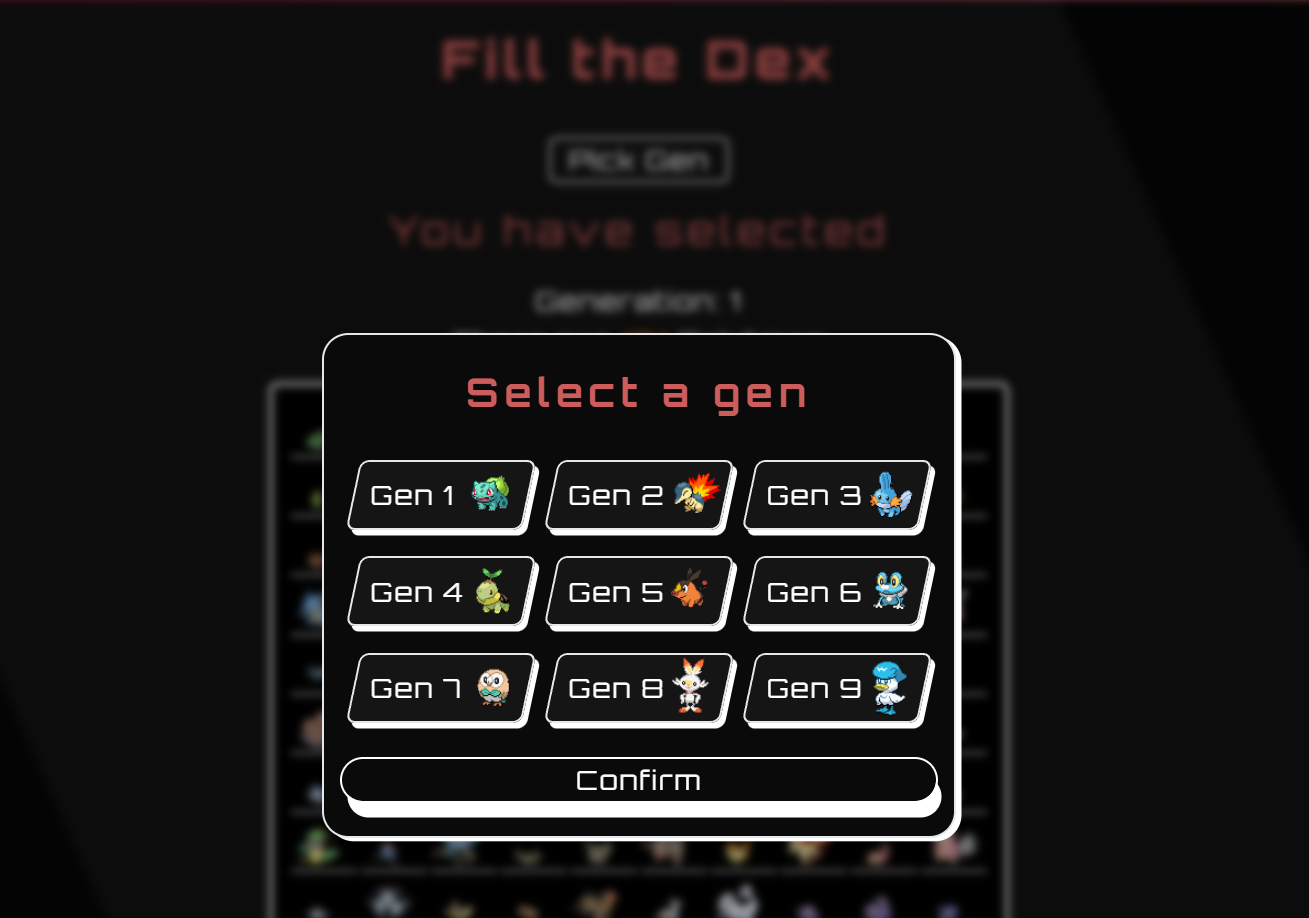 Fill the Dex
Pick Gen
You have selected
Generation: 1
Select a gen
Gen 1
Gen 2
Gen 3
Gen 4
Gen 5
Gen 6
Gen 7
Gen 8
Gen 9
Confirm